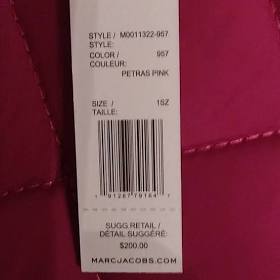 STYLE / M0011322-957
STYLE:
COLOR / 957
COULEUR:
PETRAS PINK
SIZE / 1SZ
TAILLE:
SUGG.RETAIL /
DÉTAIL SUGGÉRÉ:
$200.00
MARCJACOBS.COM